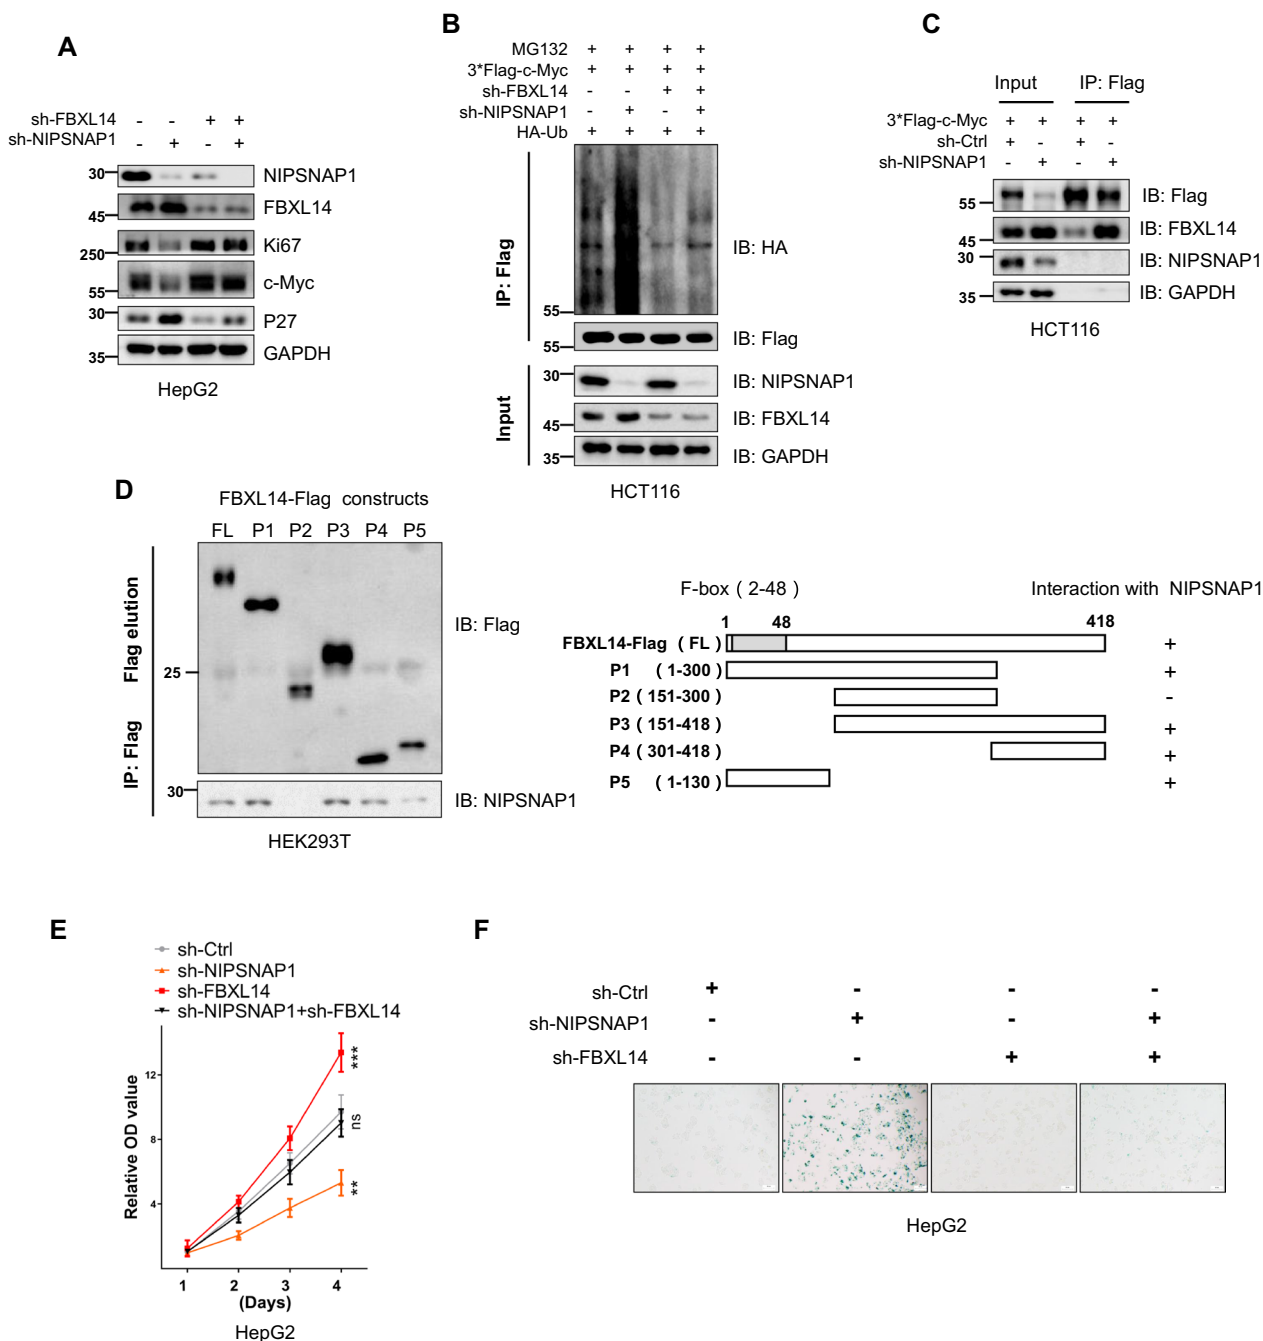 A
sh-FBXL14 - - + +
sh-NIPSNAP1 - + - +
30 NIPSNAP1
45 FBXL14
250 Ki67
55 c-Myc
30 P27
35 GAPDH
HepG2
B
MG132 + + + +
3*Flag-c-Myc + + + +
sh-FBXL14 - - + +
sh-NIPSNAP1 - + - +
HA-Ub + + + +
IP: Flag
55 IB: HA
55 IB: Flag
Input
30 IB: NIPSNAP1
45 IB: FBXL14
35 IB: GAPDH
HCT116
C
Input IP: Flag
3*Flag-c-Myc + + + +
sh-Ctrl + - + -
sh-NIPSNAP1 - + - +
55 IB: Flag
45 IB: FBXL14
30 IB: NIPSNAP1
35 IB: GAPDH
HCT116
D
FBXL14-Flag constructs
FL P1 P2 P3 P4 P5
IP: Flag Flag elution
25 IB: Flag
30 IB: NIPSNAP1
HEK293T
F-box ( 2-48 ) Interaction with NIPSNAP1
1 48 418
FBXL14-Flag ( FL ) +
P1 ( 1-300 ) +
P2 ( 151-300 ) -
P3 ( 151-418 ) +
P4 ( 301-418 ) +
P5 ( 1-130 ) +
E
sh-Ctrl
sh-NIPSNAP1
sh-FBXL14
sh-NIPSNAP1+sh-FBXL14
Relative OD value
12
8
4
***
ns
**
1 2 3 4
(Days)
HepG2
F
sh-Ctrl + - - -
sh-NIPSNAP1 - + - +
sh-FBXL14 - - + +
HepG2